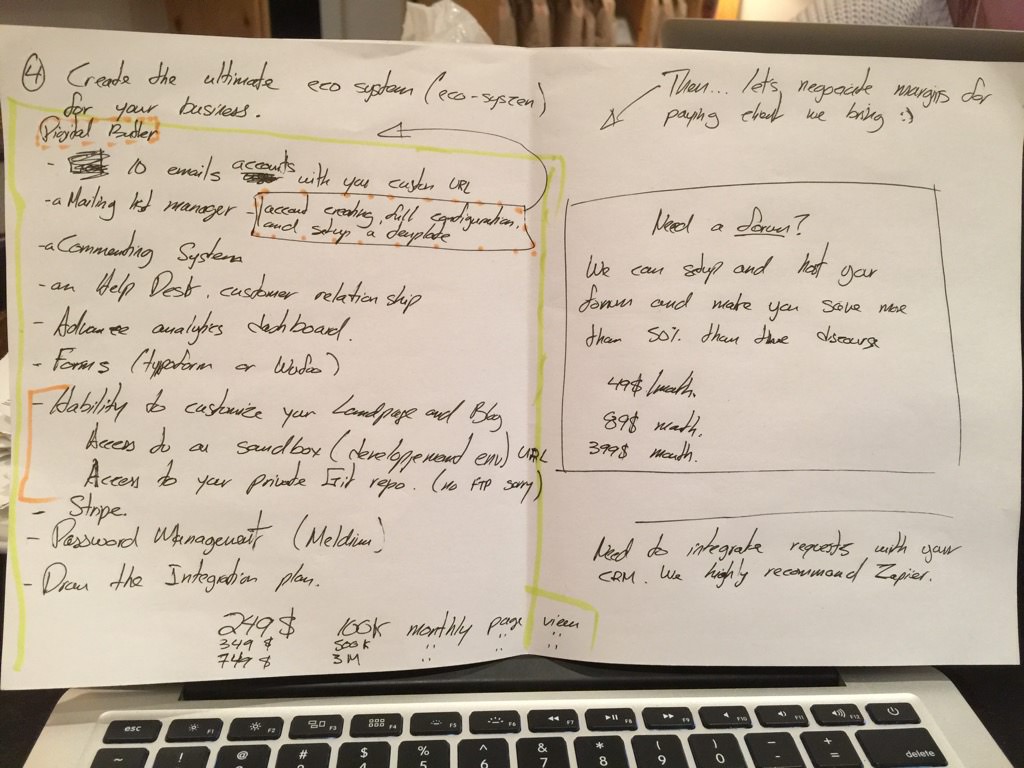 4 Create the ultimate eco system (eco-system)
for your business.
Digital Butler
- 10 emails accounts with your custom URL
- a Mailing list manager - account creating, full configuration,
and setup a template
- a Commenting System
- an Help Desk, customer relationship
- Advance analytics dashboard.
- Forms (typeform or Wufoo)
- Hability to customize your Landpage and Blog
Access to an sandbox (developpement env) URL
Access to your private Git repo. (no FTP sorry)
- Stripe.
- Password Management (Meldium)
- Draw the Integration plan.
249$ 100K monthly page view
349$ 500K " " "
749$ 3M " " "
Then... let's negociate margins for
paying client we bring :)
Need a forum?
We can setup and host your
forum and make you save more
than 50% than the discourse
49$ /month.
89$ month.
399$ month.
Need to integrate requests with your
CRM. We highly recommand Zapier.
esc F1 F2 F3 F4 F5 F6 F7 F8 F9 F10 F11 F12
~ ! @ # $ % ^ & * ( ) _ + delete
1 2 3 4 5 6 7 8 9 0 - =